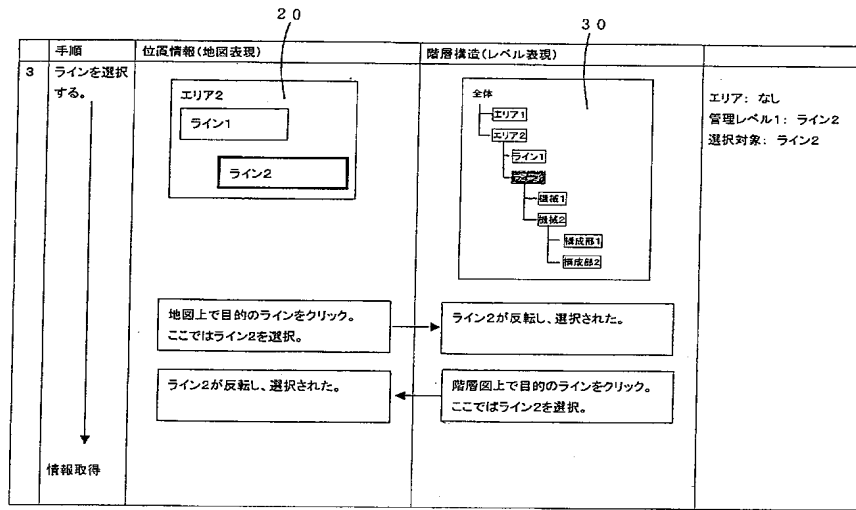 20
30
手順
位置情報(地図表現)
階層構造(レベル表現)
3
ラインを選択
する。
エリア2
ライン1
ライン2
全体
エリア1
エリア2
ライン1
ライン2
機械1
機械2
構成部1
構成部2
エリア: なし
管理レベル1: ライン2
選択対象: ライン2
地図上で目的のラインをクリック。
ここではライン2を選択。
ライン2が反転し、選択された。
ライン2が反転し、選択された。
階層図上で目的のラインをクリック。
ここではライン2を選択。
情報取得